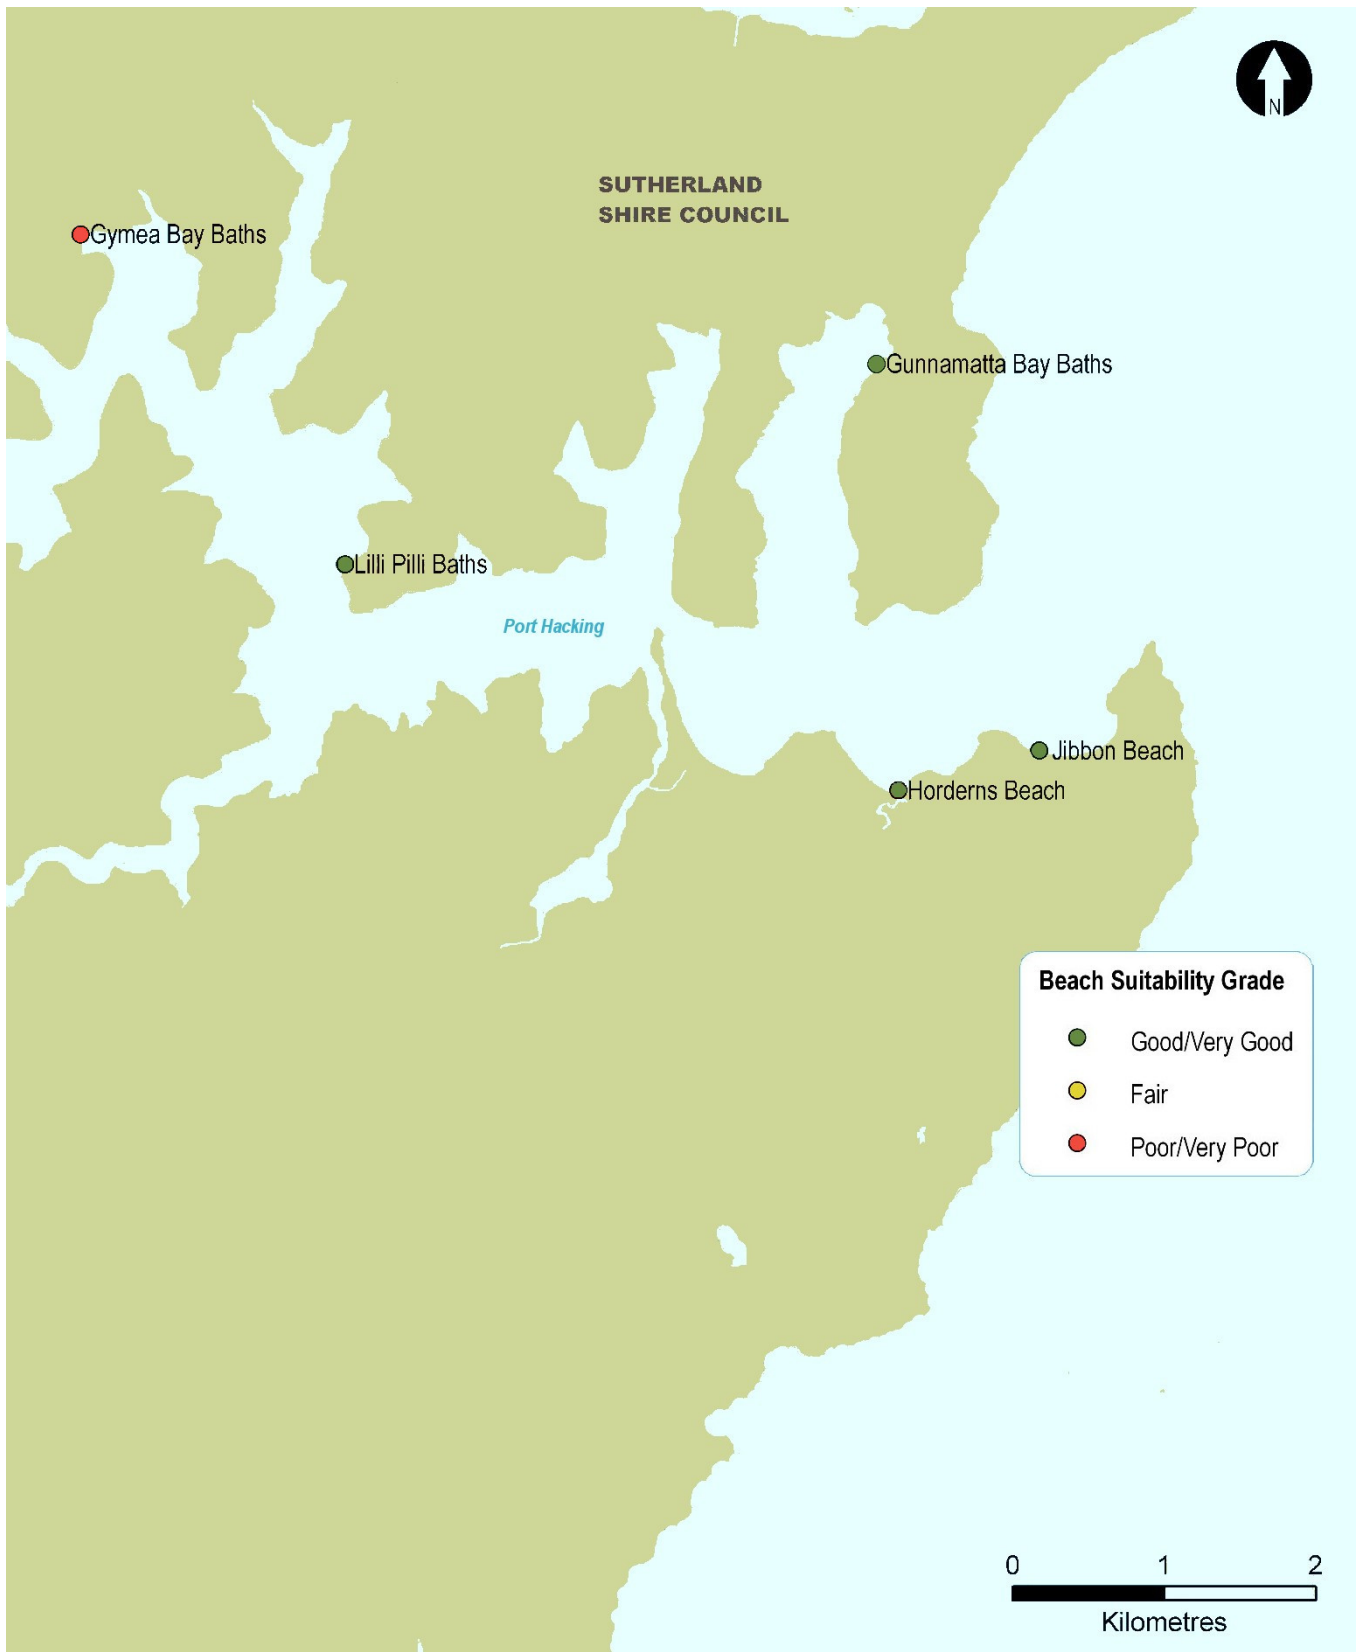 N
SUTHERLAND
SHIRE COUNCIL
Gymea Bay Baths
Gunnamatta Bay Baths
Lilli Pilli Baths
Port Hacking
Jibbon Beach
Horderns Beach
Beach Suitability Grade
Good/Very Good
Fair
Poor/Very Poor
0 1 2
Kilometres